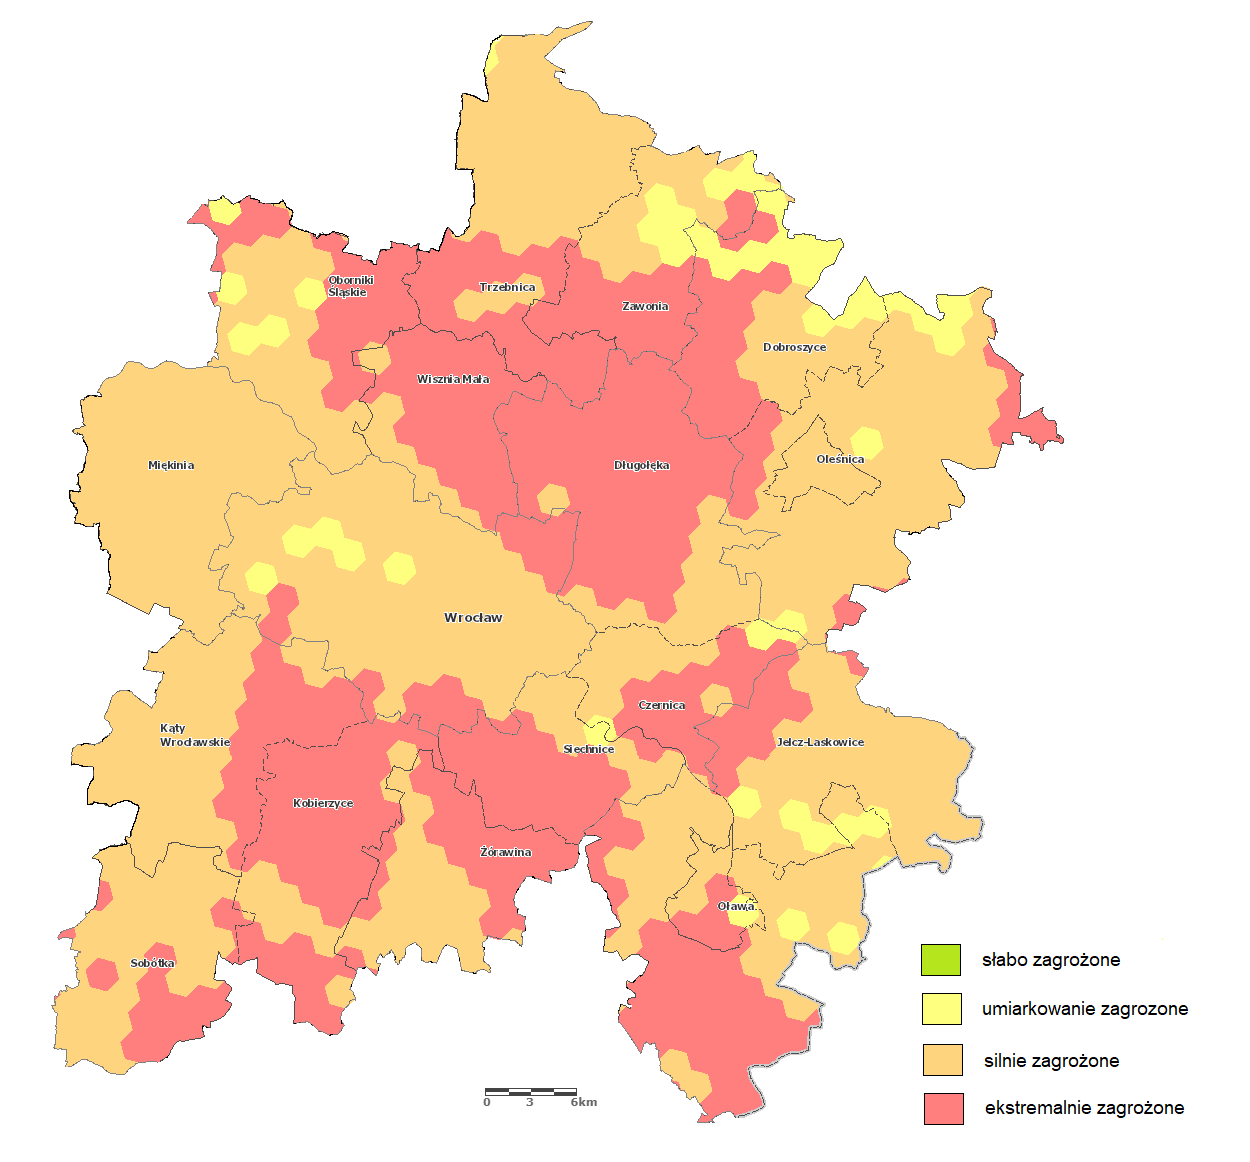 Oborniki
Śląskie
Trzebnica
Zawonia
Dobroszyce
Wisznia Mała
Oleśnica
Miękinia
Długołęka
Wrocław
Czernica
Kąty
Wrocławskie
Siechnice
Jelcz-Laskowice
Kobierzyce
Żórawina
Oława
Sobótka
słabo zagrożone
umiarkowanie zagrozone
silnie zagrożone
ekstremalnie zagrożone
0 3 6km